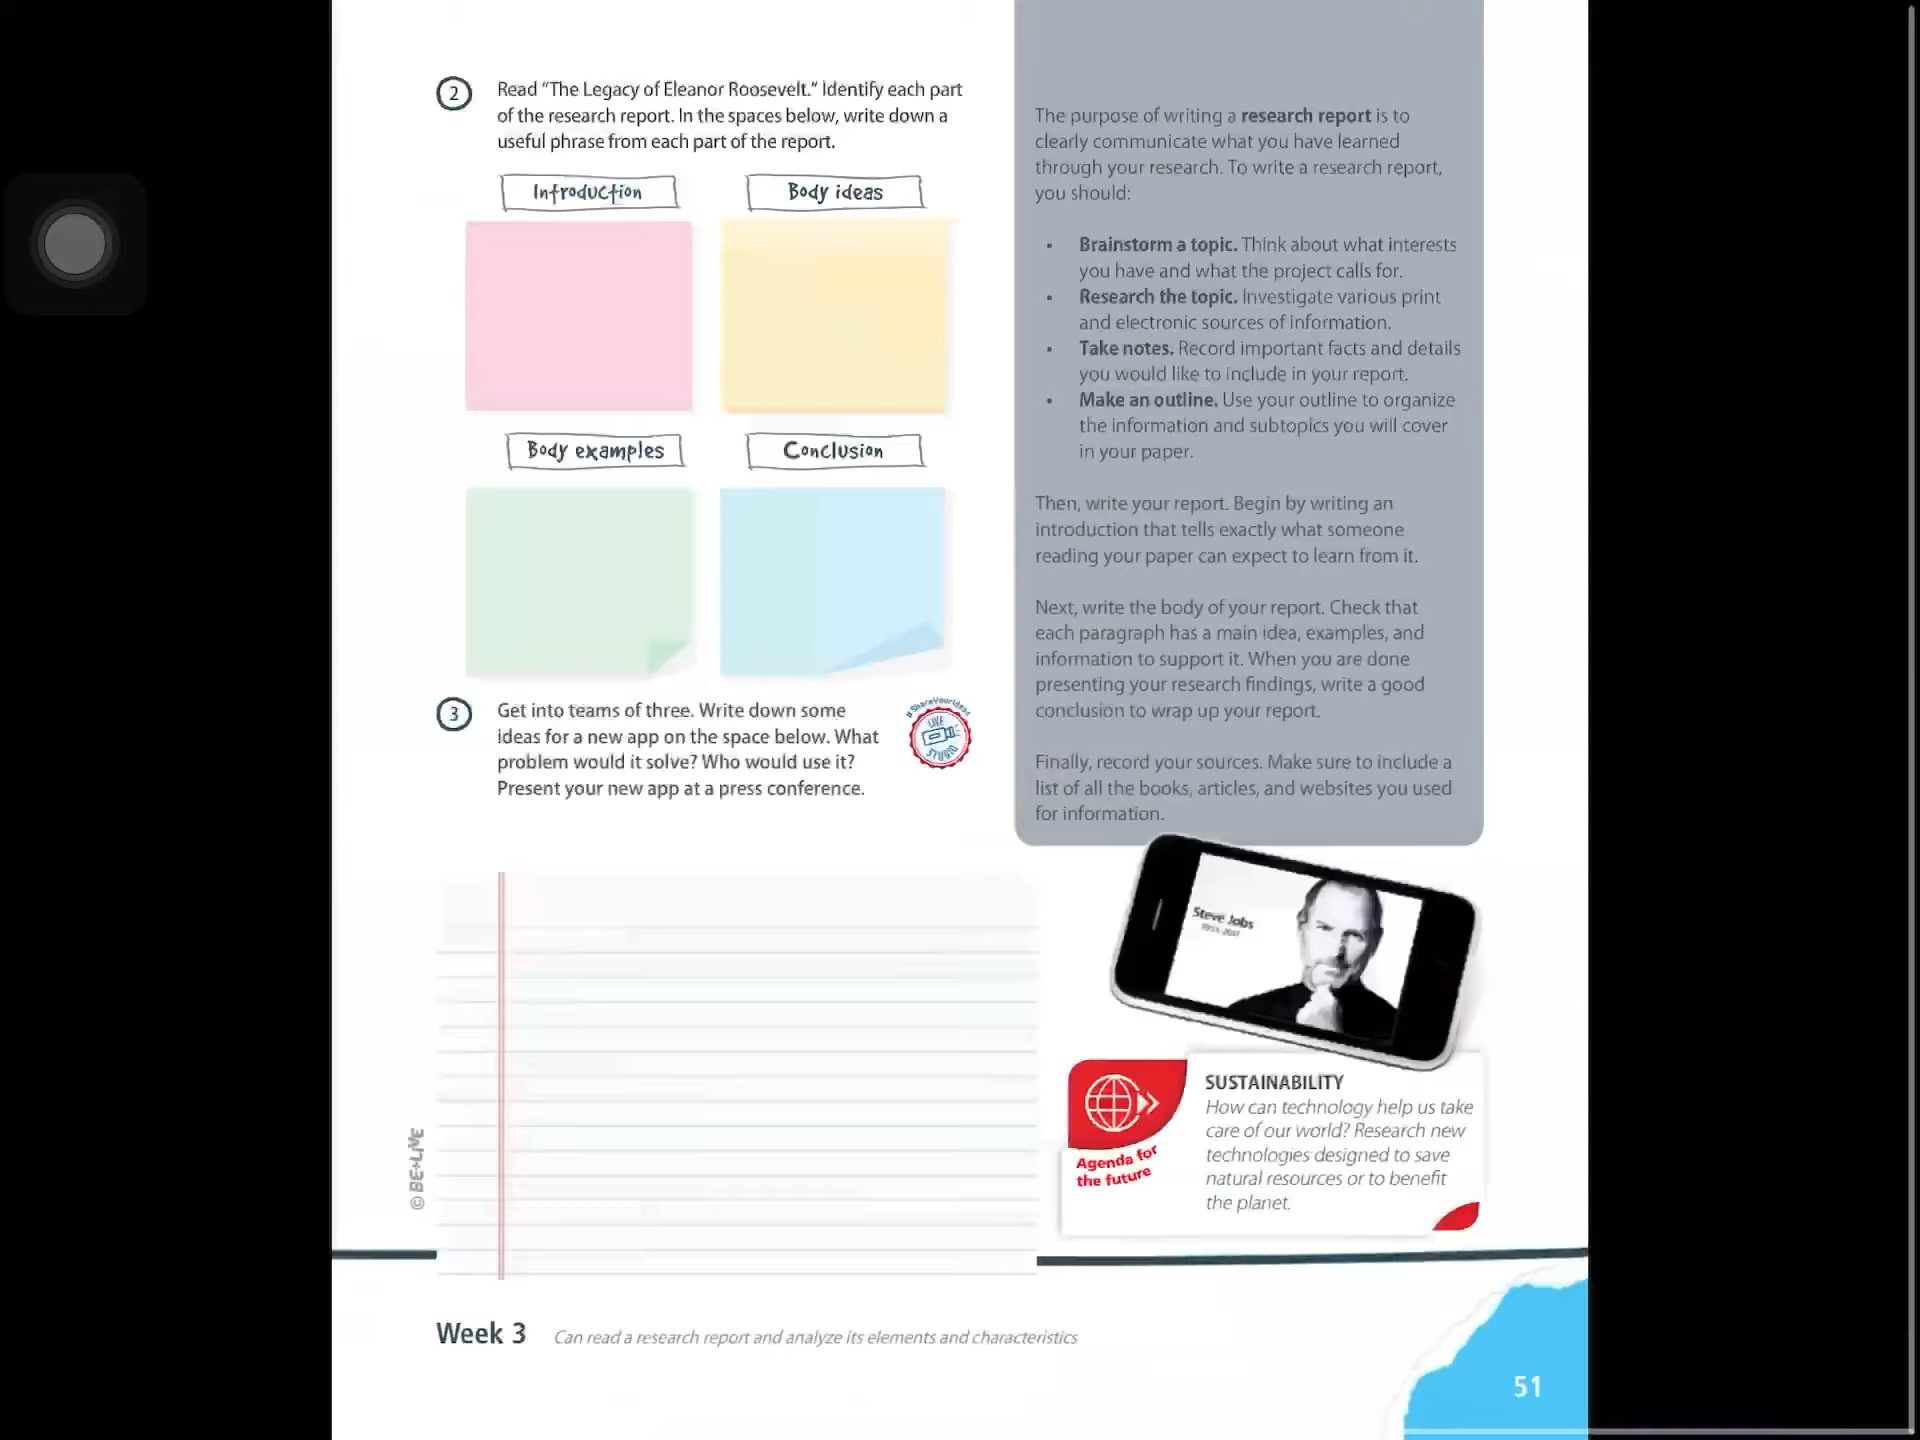 2
Read "The Legacy of Eleanor Roosevelt." Identify each part
of the research report. In the spaces below, write down a
useful phrase from each part of the report.
Introduction
Body ideas
Body examples
Conclusion
3
Get into teams of three. Write down some
ideas for a new app on the space below. What
problem would it solve? Who would use it?
Present your new app at a press conference.
#ShareYourIdeas
LIVE
STUDIO
The purpose of writing a research report is to
clearly communicate what you have learned
through your research. To write a research report,
you should:
• Brainstorm a topic. Think about what interests
you have and what the project calls for.
• Research the topic. Investigate various print
and electronic sources of information.
• Take notes. Record important facts and details
you would like to include in your report.
• Make an outline. Use your outline to organize
the information and subtopics you will cover
in your paper.
Then, write your report. Begin by writing an
introduction that tells exactly what someone
reading your paper can expect to learn from it.
Next, write the body of your report. Check that
each paragraph has a main idea, examples, and
information to support it. When you are done
presenting your research findings, write a good
conclusion to wrap up your report.
Finally, record your sources. Make sure to include a
list of all the books, articles, and websites you used
for information.
Steve Jobs
1955-2011
Agenda for
the future
SUSTAINABILITY
How can technology help us take
care of our world? Research new
technologies designed to save
natural resources or to benefit
the planet.
© BE+LIVE
Week 3 Can read a research report and analyze its elements and characteristics
51